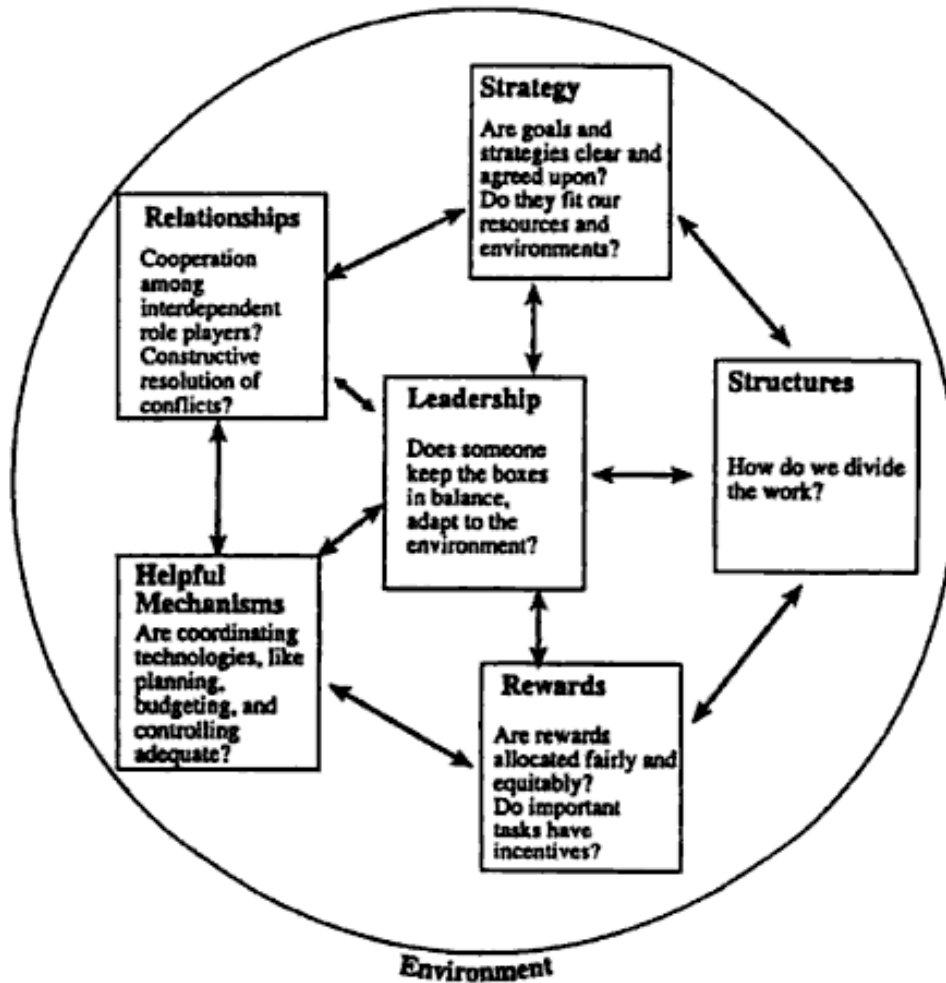 Strategy
Are goals and
strategies clear and
agreed upon?
Do they fit our
resources and
environments?
Relationships
Cooperation
among
interdependent
role players?
Constructive
resolution of
conflicts?
Leadership
Does someone
keep the boxes
in balance,
adapt to the
environment?
Structures
How do we divide
the work?
Helpful
Mechanisms
Are coordinating
technologies, like
planning,
budgeting, and
controlling
adequate?
Rewards
Are rewards
allocated fairly and
equitably?
Do important
tasks have
incentives?
Environment